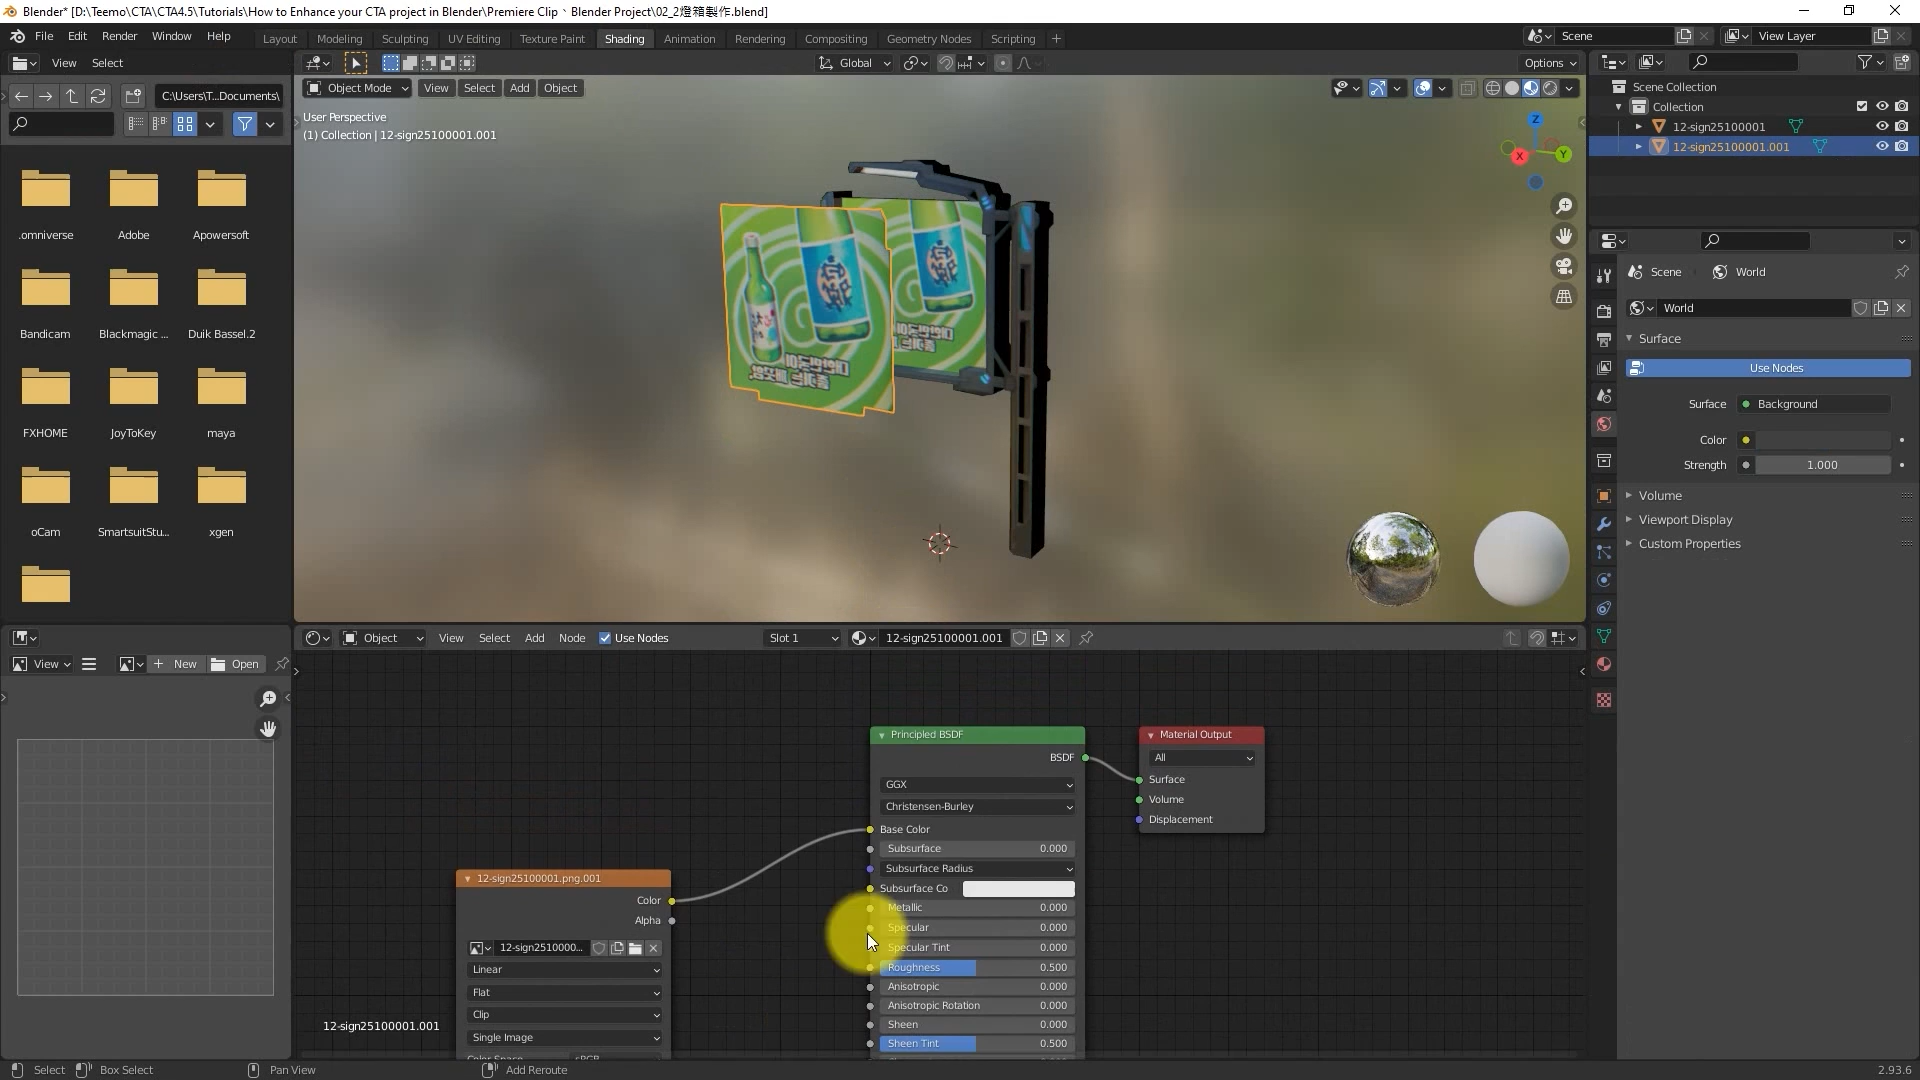 Blender* [D:\Teemo\CTA\CTA4.5\Tutorials\How to Enhance your CTA project in Blender\Premiere Clip、Blender Project\02_2燈箱製作.blend]
File Edit Render Window Help
Layout Modeling Sculpting UV Editing Texture Paint Shading Animation Rendering Compositing Geometry Nodes Scripting +
Scene
View Layer
View Select
Global
Options
C:\Users\T...Documents\
Object Mode View Select Add Object
User Perspective
(1) Collection | 12-sign25100001.001
Z
X
Y
.omniverse Adobe Apowersoft
Bandicam Blackmagic ... Duik Bassel.2
FXHOME JoyToKey maya
oCam SmartsuitStu... xgen
Scene Collection
Collection
12-sign25100001
12-sign25100001.001
Scene World
World
Surface
Use Nodes
Surface Background
Color
Strength 1.000
Volume
Viewport Display
Custom Properties
View New Open
Object View Select Add Node Use Nodes Slot 1 12-sign25100001.001
Principled BSDF
BSDF
GGX
Christensen-Burley
Base Color
Subsurface 0.000
Subsurface Radius
Subsurface Co
Metallic 0.000
Specular 0.000
Specular Tint 0.000
Roughness 0.500
Anisotropic 0.000
Anisotropic Rotation 0.000
Sheen 0.000
Sheen Tint 0.500
Material Output
All
Surface
Volume
Displacement
12-sign25100001.png.001
Color
Alpha
12-sign2510000...
Linear
Flat
Clip
Single Image
Color Space sRGB
12-sign25100001.001
Select Box Select Pan View Add Reroute
2.93.6